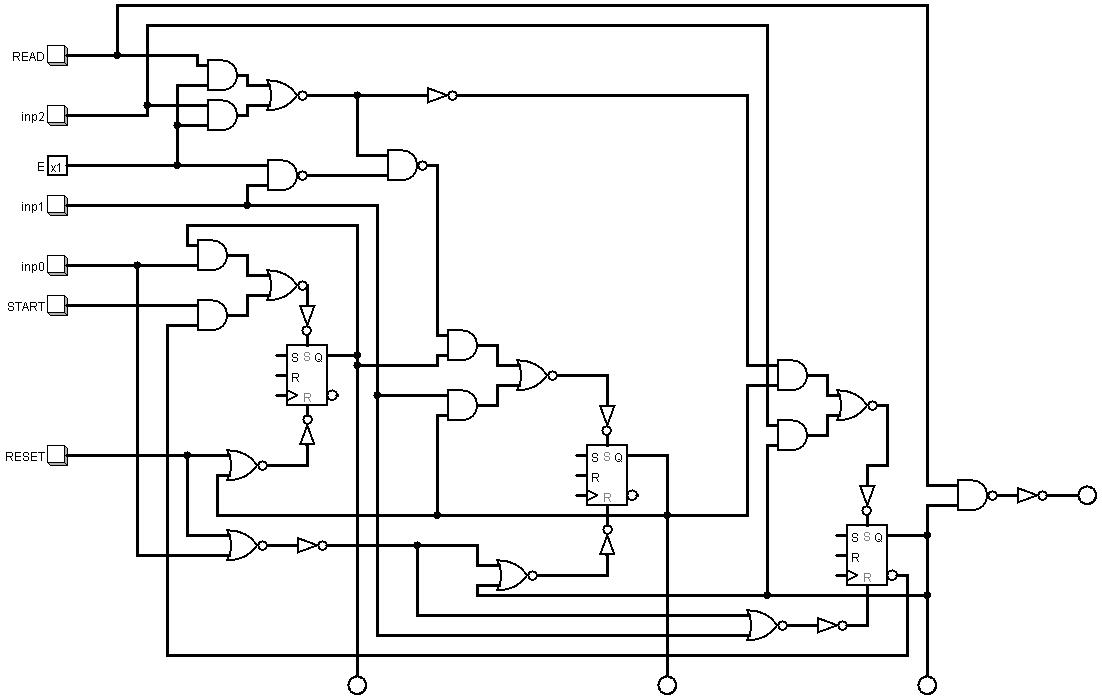 READ
inp2
E x1
inp1
inp0
START
S S Q
R
R
RESET
S S Q
R
R
S S Q
R
R